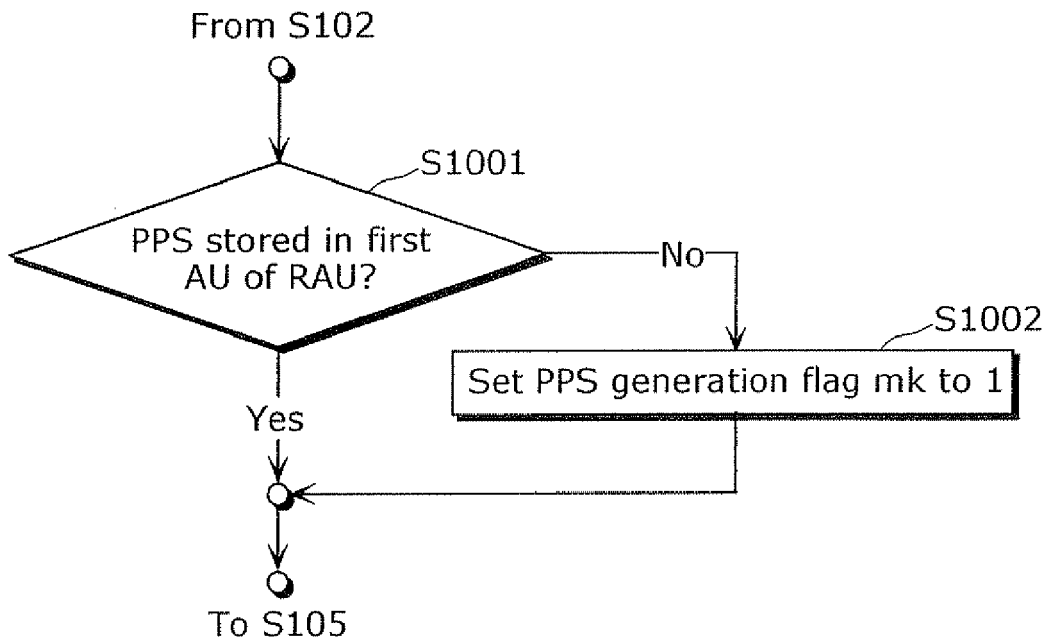 From S102
S1001
PPS stored in first
AU of RAU?
No
S1002
Set PPS generation flag mk to 1
Yes
To S105